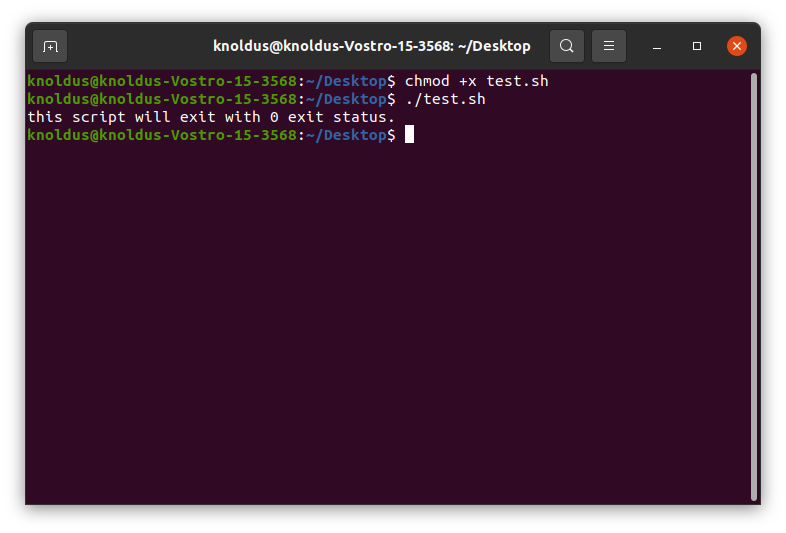 knoldus@knoldus-Vostro-15-3568: ~/Desktop
knoldus@knoldus-Vostro-15-3568:~/Desktop$ chmod +x test.sh
knoldus@knoldus-Vostro-15-3568:~/Desktop$ ./test.sh
this script will exit with 0 exit status.
knoldus@knoldus-Vostro-15-3568:~/Desktop$